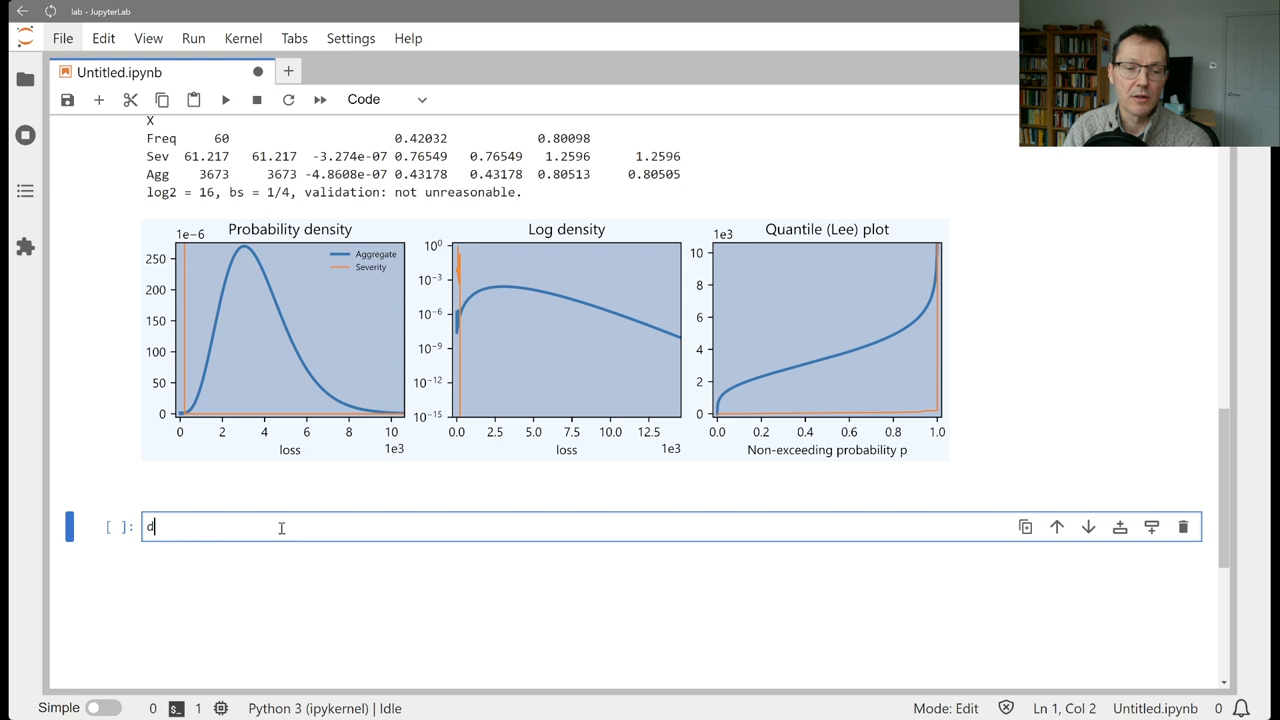 lab - JupyterLab
File Edit View Run Kernel Tabs Settings Help
Untitled.ipynb
Code
X
Freq 60 0.42032 0.80098
Sev 61.217 61.217 -3.274e-07 0.76549 0.76549 1.2596 1.2596
Agg 3673 3673 -4.8608e-07 0.43178 0.43178 0.80513 0.80505
log2 = 16, bs = 1/4, validation: not unreasonable.
Probability density
1e-6
250
200
150
100
50
0
Aggregate
Severity
0 2 4 6 8 10
loss 1e3
Log density
10^0
10^-3
10^-6
10^-9
10^-12
10^-15
0.0 2.5 5.0 7.5 10.0 12.5
loss 1e3
Quantile (Lee) plot
1e3
10
8
6
4
2
0
0.0 0.2 0.4 0.6 0.8 1.0
Non-exceeding probability p
[ ]: d
Simple 0 1 Python 3 (ipykernel) | Idle Mode: Edit Ln 1, Col 2 Untitled.ipynb 0